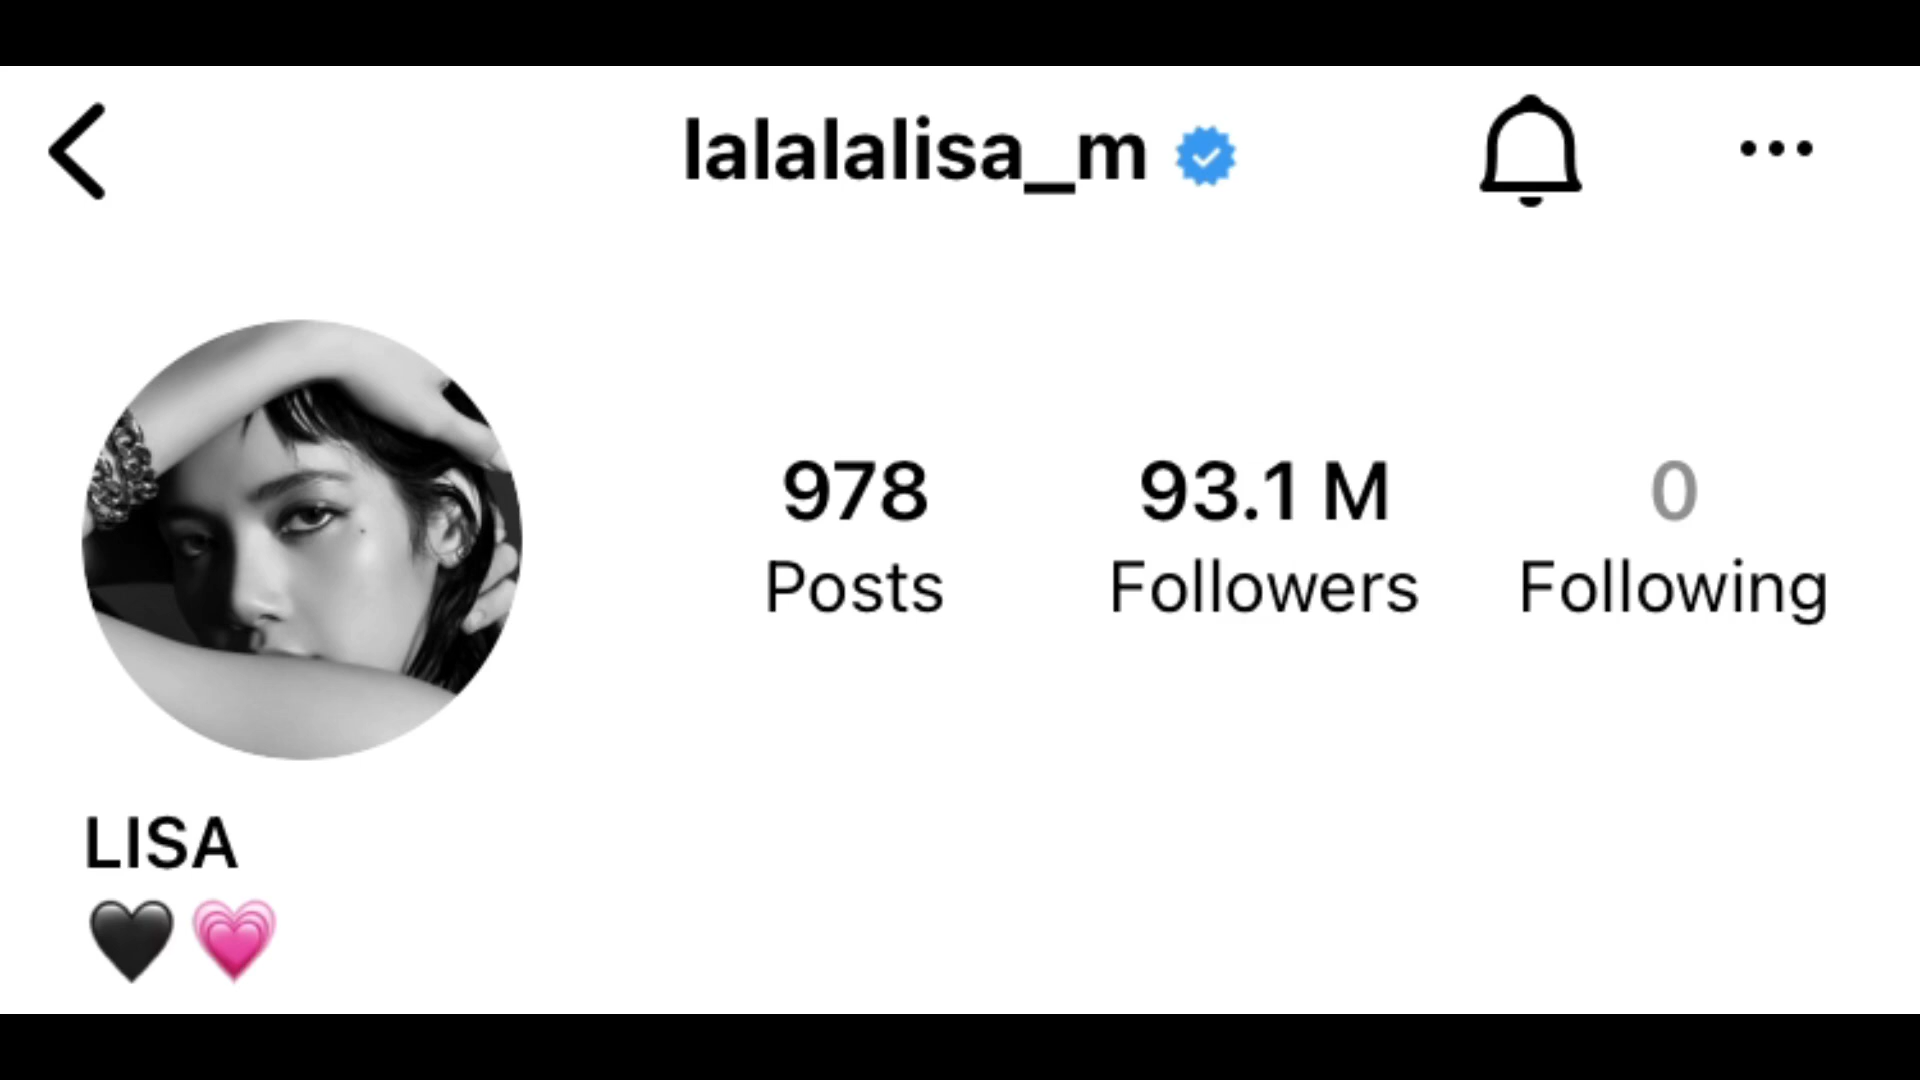 lalalalisa_m
978 93.1 M 0
Posts Followers Following
LISA
🖤 💗